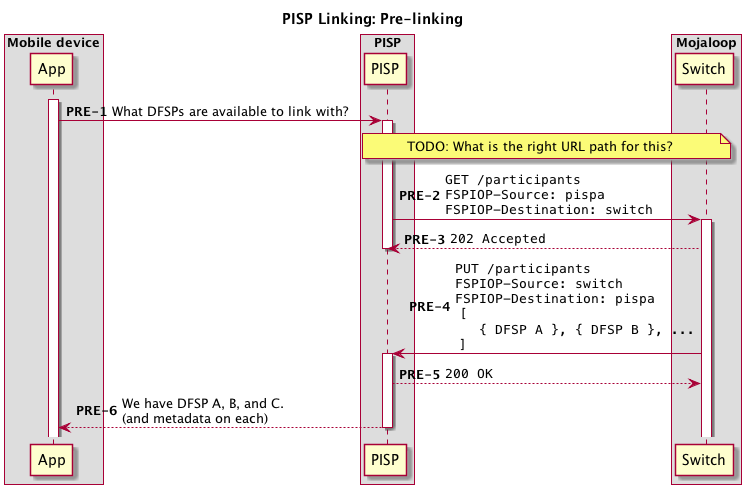 PISP Linking: Pre-linking
Mobile device
PISP
Mojaloop
App
PISP
Switch
PRE-1 What DFSPs are available to link with?
TODO: What is the right URL path for this?
GET /participants
PRE-2 FSPIOP-Source: pispa
FSPIOP-Destination: switch
PRE-3 202 Accepted
PUT /participants
FSPIOP-Source: switch
FSPIOP-Destination: pispa
PRE-4
[
{ DFSP A }, { DFSP B }, ...
]
PRE-5 200 OK
PRE-6 We have DFSP A, B, and C.
(and metadata on each)
App
PISP
Switch